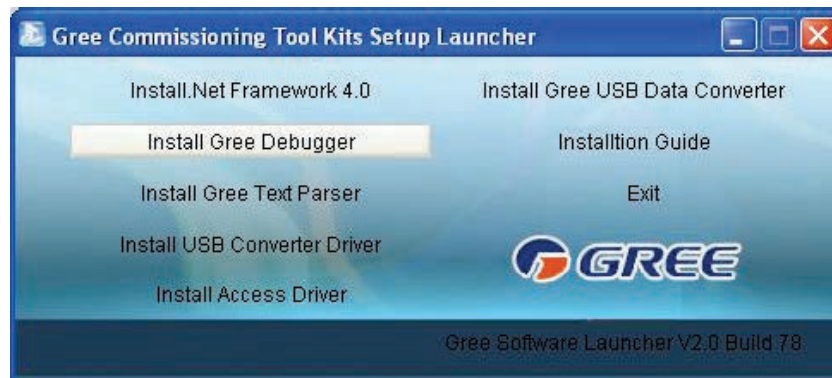 Gree Commissioning Tool Kits Setup Launcher
Install.Net Framework 4.0
Install Gree Debugger
Install Gree Text Parser
Install USB Converter Driver
Install Access Driver
Install Gree USB Data Converter
Installtion Guide
Exit
GREE
Gree Software Launcher V2.0 Build 78